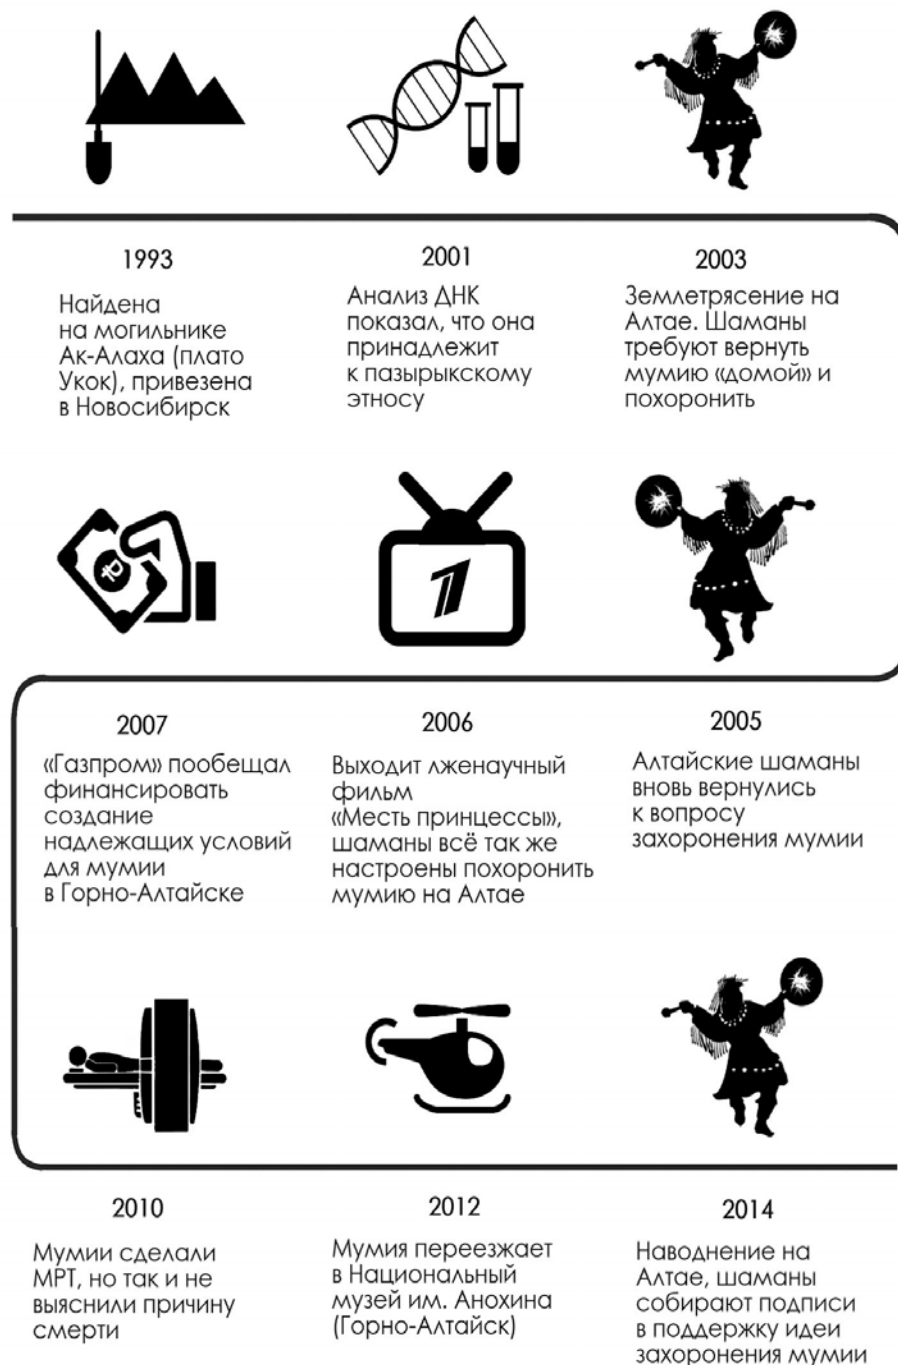 1993
Найдена
на могильнике
Ак-Алаха (плато
Укок), привезена
в Новосибирск
2001
Анализ ДНК
показал, что она
принадлежит
к пазырыкскому
этносу
2003
Землетрясение на
Алтае. Шаманы
требуют вернуть
мумию «домой» и
похоронить
2005
Алтайские шаманы
вновь вернулись
к вопросу
захоронения мумии
2006
Выходит лженаучный
фильм
«Месть принцессы»,
шаманы всё так же
настроены похоронить
мумию на Алтае
2007
«Газпром» пообещал
финансировать
создание
надлежащих условий
для мумии
в Горно-Алтайске
2010
Мумии сделали
МРТ, но так и не
выяснили причину
смерти
2012
Мумия переезжает
в Национальный
музей им. Анохина
(Горно-Алтайск)
2014
Наводнение на
Алтае, шаманы
собирают подписи
в поддержку идеи
захоронения мумии